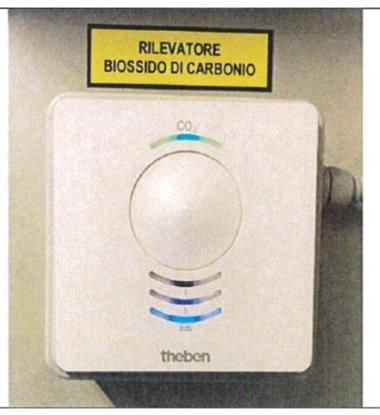 RILEVATORE
BIOSSIDO DI CARBONIO
CO₂
theben